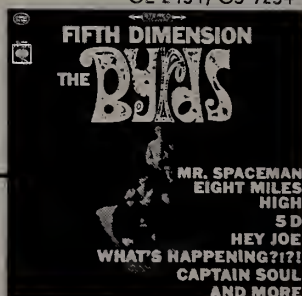 FIFTH DIMENSION
THE BYRDS
MR. SPACEMAN
EIGHT MILES
HIGH
5 D
HEY JOE
WHAT'S HAPPENING?!?!
CAPTAIN SOUL
AND MORE